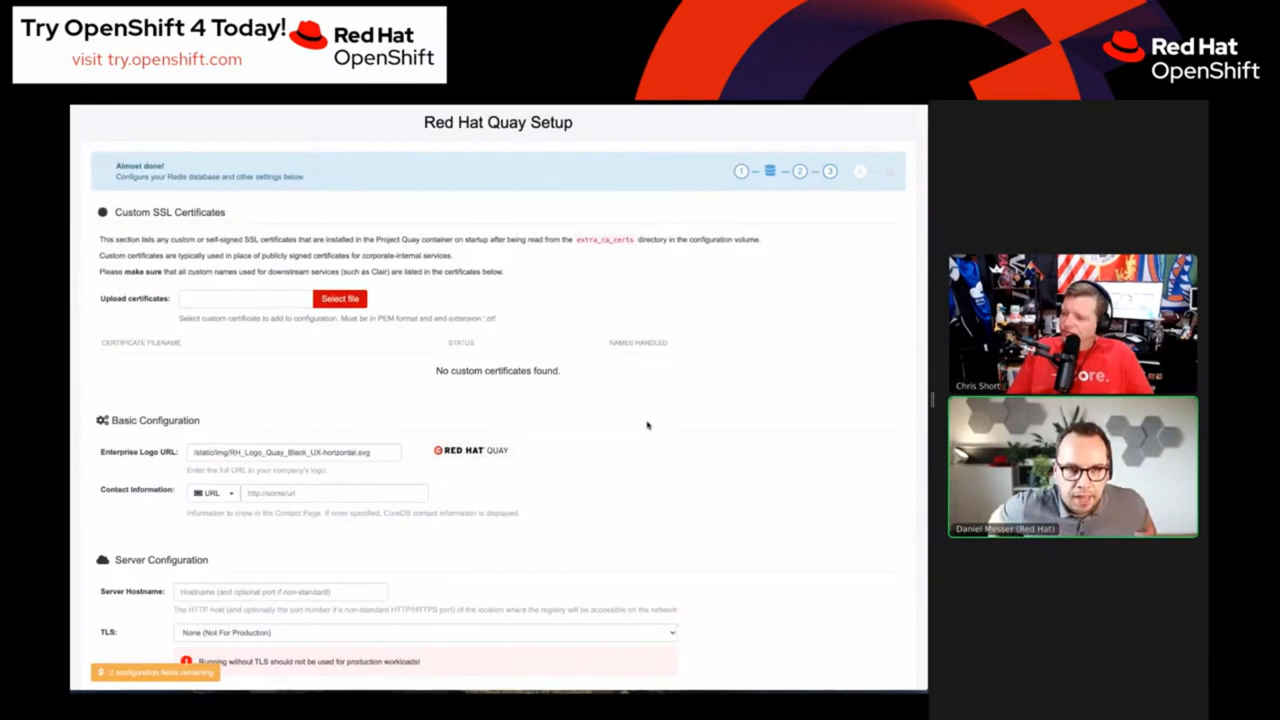 Try OpenShift 4 Today!
visit try.openshift.com
Red Hat
OpenShift
Red Hat
OpenShift
Red Hat Quay Setup
Almost done!
Configure your Redis database and other settings below
1
2
3
Custom SSL Certificates
This section lists any custom or self-signed SSL certificates that are installed in the Project Quay container on startup after being read from the extra_ca_certs directory in the configuration volume.
Custom certificates are typically used in place of publicly signed certificates for corporate-internal services.
Please make sure that all custom names used for downstream services (such as Clair) are listed in the certificates below.
Upload certificates:
Select file
Select custom certificate to add to configuration. Must be in PEM format and end extension '.crt'
CERTIFICATE FILENAME
STATUS
NAMES HANDLED
No custom certificates found.
Basic Configuration
Enterprise Logo URL:
/static/img/RH_Logo_Quay_Black_UX-horizontal.svg
RED HAT QUAY
Enter the full URL to your company's logo.
Contact Information:
URL
http://some/url
Information to show in the Contact Page. If none specified, CoreOS contact information is displayed.
Server Configuration
Server Hostname:
Hostname (and optional port if non-standard)
The HTTP host (and optionally the port number if a non-standard HTTP/HTTPS port) of the location where the registry will be accessible on the network
TLS:
None (Not For Production)
Running without TLS should not be used for production workloads!
2 configuration fields remaining
Chris Short
Daniel Messer (Red Hat)